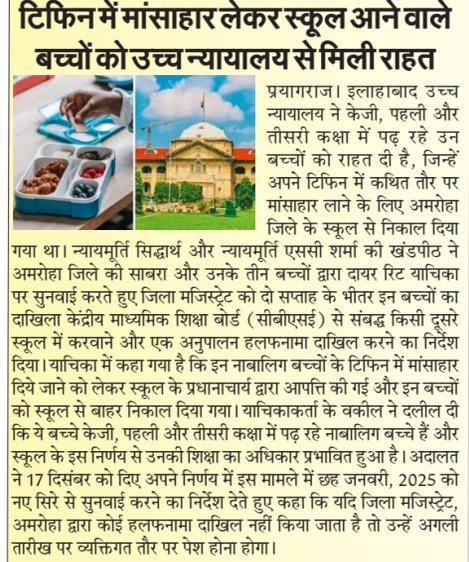 टिफिन में मांसाहार लेकर स्कूल आने वाले
बच्चों को उच्च न्यायालय से मिली राहत
प्रयागराज। इलाहाबाद उच्च
न्यायालय ने केजी, पहली और
तीसरी कक्षा में पढ़ रहे उन
बच्चों को राहत दी है, जिन्हें
अपने टिफिन में कथित तौर पर
मांसाहार लाने के लिए अमरोहा
जिले के स्कूल से निकाल दिया
गया था। न्यायमूर्ति सिद्धार्थ और न्यायमूर्ति एससी शर्मा की खंडपीठ ने
अमरोहा जिले की साबरा और उनके तीन बच्चों द्वारा दायर रिट याचिका
पर सुनवाई करते हुए जिला मजिस्ट्रेट को दो सप्ताह के भीतर इन बच्चों का
दाखिला केंद्रीय माध्यमिक शिक्षा बोर्ड (सीबीएसई) से संबद्ध किसी दूसरे
स्कूल में करवाने और एक अनुपालन हलफनामा दाखिल करने का निर्देश
दिया। याचिका में कहा गया है कि इन नाबालिग बच्चों के टिफिन में मांसाहार
दिये जाने को लेकर स्कूल के प्रधानाचार्य द्वारा आपत्ति की गई और इन बच्चों
को स्कूल से बाहर निकाल दिया गया। याचिकाकर्ता के वकील ने दलील दी
कि ये बच्चे केजी, पहली और तीसरी कक्षा में पढ़ रहे नाबालिग बच्चे हैं और
स्कूल के इस निर्णय से उनकी शिक्षा का अधिकार प्रभावित हुआ है। अदालत
ने 17 दिसंबर को दिए अपने निर्णय में इस मामले में छह जनवरी, 2025 को
नए सिरे से सुनवाई करने का निर्देश देते हुए कहा कि यदि जिला मजिस्ट्रेट,
अमरोहा द्वारा कोई हलफनामा दाखिल नहीं किया जाता है तो उन्हें अगली
तारीख पर व्यक्तिगत तौर पर पेश होना होगा।